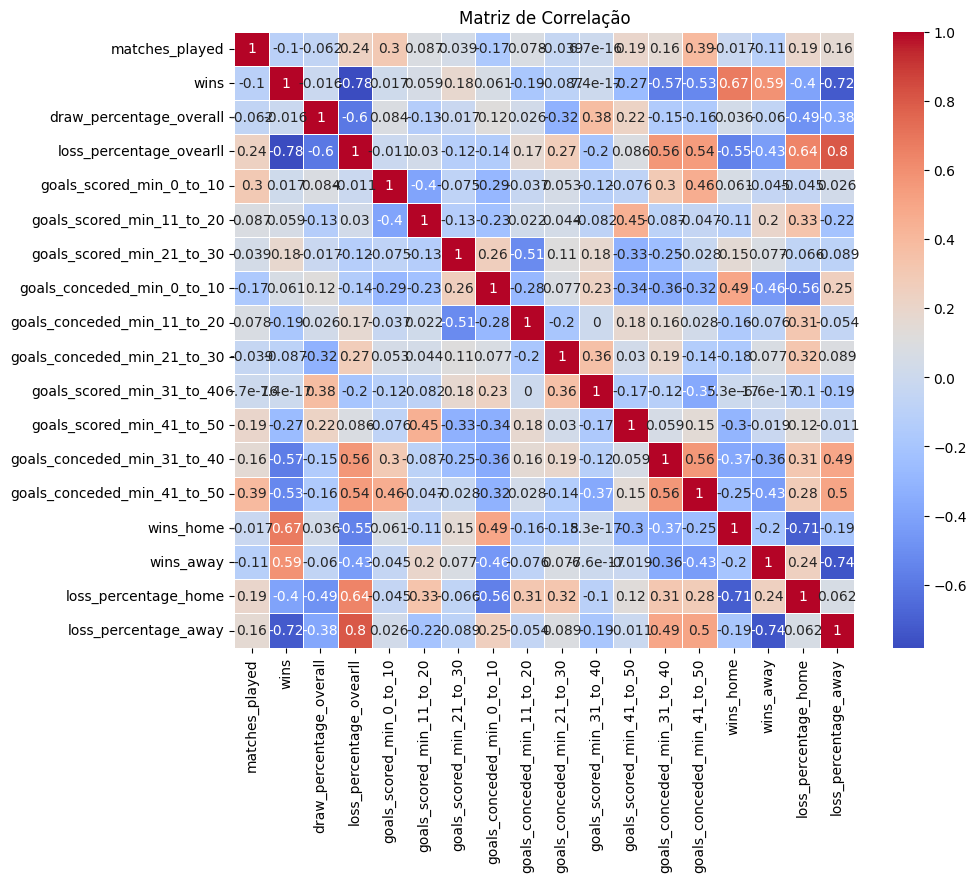 Matriz de Correlação
matches_played 1 -0.1 -0.062 0.24 0.3 0.087 0.039 -0.17 -0.078 -0.039 0.19 0.16 0.39 -0.017 -0.11 0.19 0.16
wins -0.1 1 -0.016 -0.78 0.017 0.059 0.18 0.061 -0.19 -0.27 -0.57 -0.53 0.67 0.59 -0.4 -0.72
draw_percentage_overall -0.062 -0.016 1 -0.6 0.084 -0.13 -0.017 0.12 0.026 -0.32 0.38 0.22 -0.15 -0.16 0.036 -0.06 -0.49 -0.38
loss_percentage_ovearll 0.24 -0.78 -0.6 1 -0.011 0.03 -0.12 -0.14 0.17 0.27 -0.2 0.086 0.56 0.54 -0.55 -0.43 0.64 0.8
goals_scored_min_0_to_10 0.3 0.017 0.084 -0.011 1 -0.4 -0.075 -0.29 -0.037 0.053 -0.12 -0.076 0.3 0.46 0.061 0.045 -0.045 0.026
goals_scored_min_11_to_20 -0.087 0.059 -0.13 0.03 -0.4 1 -0.13 -0.23 0.022 0.044 -0.082 0.45 -0.087 -0.047 -0.11 0.2 0.33 -0.22
goals_scored_min_21_to_30 -0.039 0.18 -0.017 -0.12 -0.075 -0.13 1 0.26 -0.51 0.11 0.18 -0.33 -0.25 -0.028 0.15 0.077 -0.066 -0.089
goals_conceded_min_0_to_10 -0.17 0.061 0.12 -0.14 -0.29 -0.23 0.26 1 -0.28 0.077 0.23 -0.34 -0.36 -0.32 0.49 -0.46 -0.56 0.25
goals_conceded_min_11_to_20 -0.078 -0.19 0.026 0.17 -0.037 0.022 -0.51 -0.28 1 -0.2 0 0.18 0.16 0.028 -0.16 -0.076 0.31 -0.054
goals_conceded_min_21_to_30 -0.039 -0.087 -0.32 0.27 0.053 0.044 0.11 0.077 -0.2 1 0.36 0.03 0.19 -0.14 -0.18 0.077 0.32 0.089
goals_scored_min_31_to_40 0.38 -0.2 -0.12 -0.082 0.18 0.23 0 0.36 1 -0.17 -0.12 -0.37 -0.1 -0.19
goals_scored_min_41_to_50 0.19 -0.27 0.22 0.086 -0.076 0.45 -0.33 -0.34 0.18 0.03 -0.17 1 0.059 0.15 -0.3 -0.019 0.12 -0.011
goals_conceded_min_31_to_40 0.16 -0.57 -0.15 0.56 0.3 -0.087 -0.25 -0.36 0.16 0.19 -0.12 0.059 1 0.56 -0.37 -0.36 0.31 0.49
goals_conceded_min_41_to_50 0.39 -0.53 -0.16 0.54 0.46 -0.047 -0.028 -0.32 0.028 -0.14 -0.37 0.15 0.56 1 -0.25 -0.43 0.28 0.5
wins_home -0.017 0.67 0.036 -0.55 0.061 -0.11 0.15 0.49 -0.16 -0.18 -0.3 -0.37 -0.25 1 -0.2 -0.71 -0.19
wins_away -0.11 0.59 -0.06 -0.43 0.045 0.2 0.077 -0.46 -0.076 -0.019 -0.36 -0.43 -0.2 1 0.24 -0.74
loss_percentage_home 0.19 -0.4 -0.49 0.64 -0.045 0.33 -0.066 -0.56 0.31 0.32 -0.1 0.12 0.31 0.28 -0.71 0.24 1 0.062
loss_percentage_away 0.16 -0.72 -0.38 0.8 0.026 -0.22 -0.089 0.25 -0.054 0.089 -0.19 -0.011 0.49 0.5 -0.19 -0.74 0.062 1
matches_played
wins
draw_percentage_overall
loss_percentage_ovearll
goals_scored_min_0_to_10
goals_scored_min_11_to_20
goals_scored_min_21_to_30
goals_conceded_min_0_to_10
goals_conceded_min_11_to_20
goals_conceded_min_21_to_30
goals_scored_min_31_to_40
goals_scored_min_41_to_50
goals_conceded_min_31_to_40
goals_conceded_min_41_to_50
wins_home
wins_away
loss_percentage_home
loss_percentage_away
1.0
0.8
0.6
0.4
0.2
0.0
−0.2
−0.4
−0.6